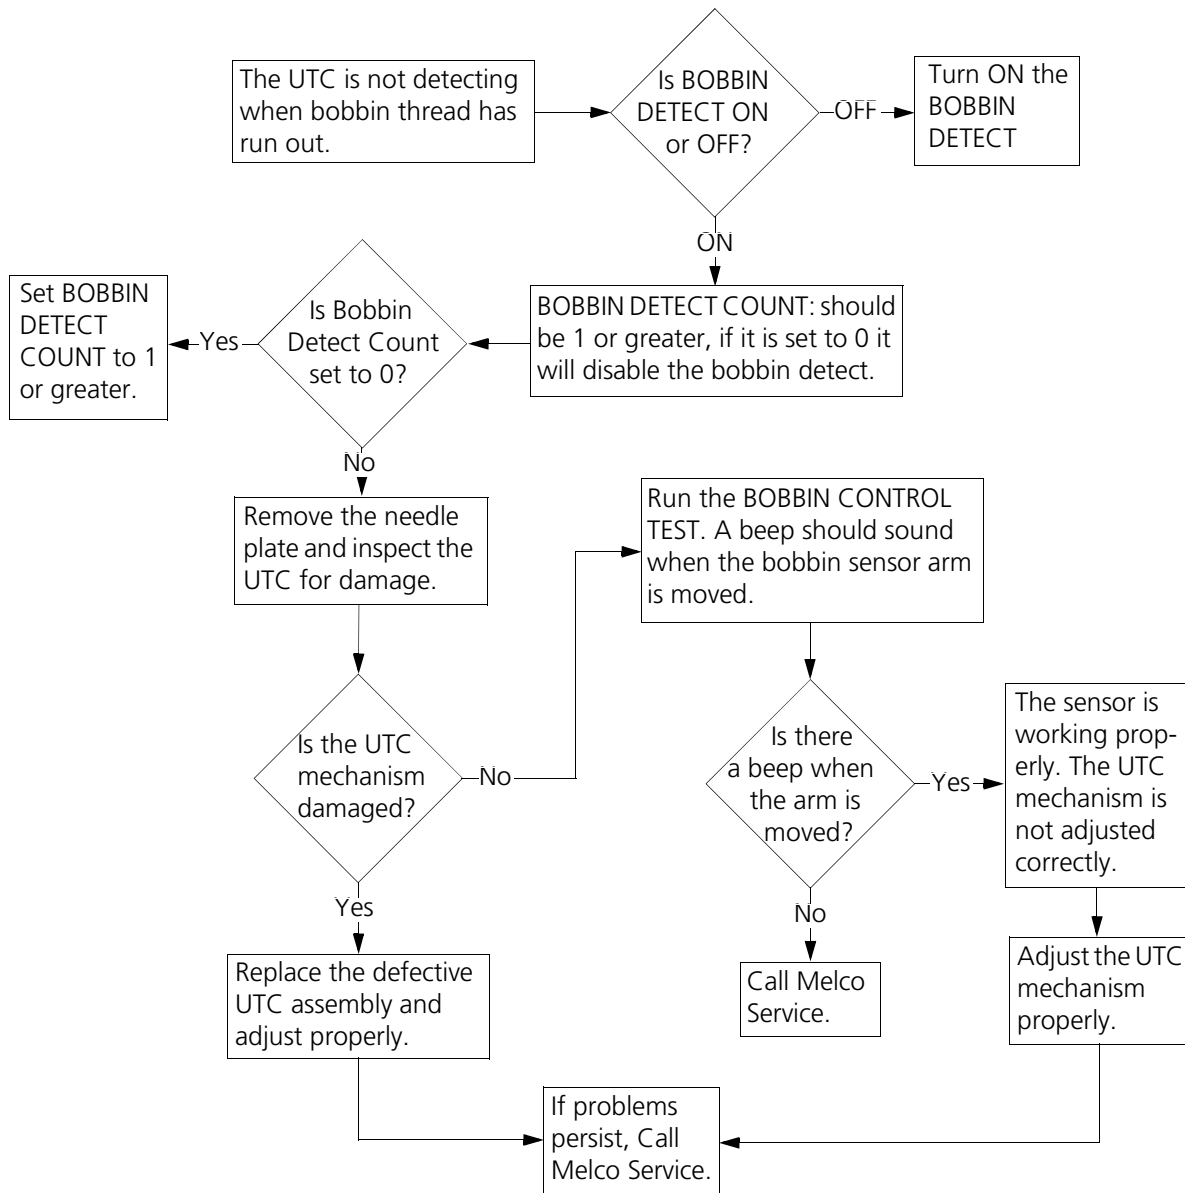 The UTC is not detecting
when bobbin thread has
run out.
Is BOBBIN
DETECT ON
or OFF?
OFF
Turn ON the
BOBBIN
DETECT
ON
BOBBIN DETECT COUNT: should
be 1 or greater, if it is set to 0 it
will disable the bobbin detect.
Is Bobbin
Detect Count
set to 0?
Yes
Set BOBBIN
DETECT
COUNT to 1
or greater.
No
Remove the needle
plate and inspect the
UTC for damage.
Is the UTC
mechanism
damaged?
No
Run the BOBBIN CONTROL
TEST. A beep should sound
when the bobbin sensor arm
is moved.
Is there
a beep when
the arm is
moved?
Yes
The sensor is
working prop-
erly. The UTC
mechanism is
not adjusted
correctly.
Adjust the UTC
mechanism
properly.
No
Call Melco
Service.
Yes
Replace the defective
UTC assembly and
adjust properly.
If problems
persist, Call
Melco Service.